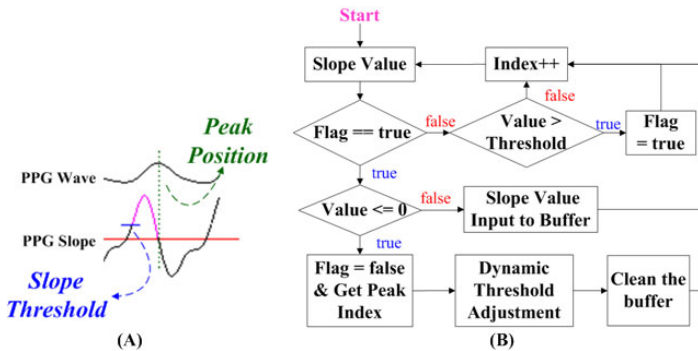 Peak
Position
PPG Wave
PPG Slope
Slope
Threshold
(A)
Start
Slope Value
Index++
false
Flag == true
false
Value >
Threshold
true
Flag
= true
true
Value <= 0
false
Slope Value
Input to Buffer
true
Flag = false
& Get Peak
Index
Dynamic
Threshold
Adjustment
Clean the
buffer
(B)